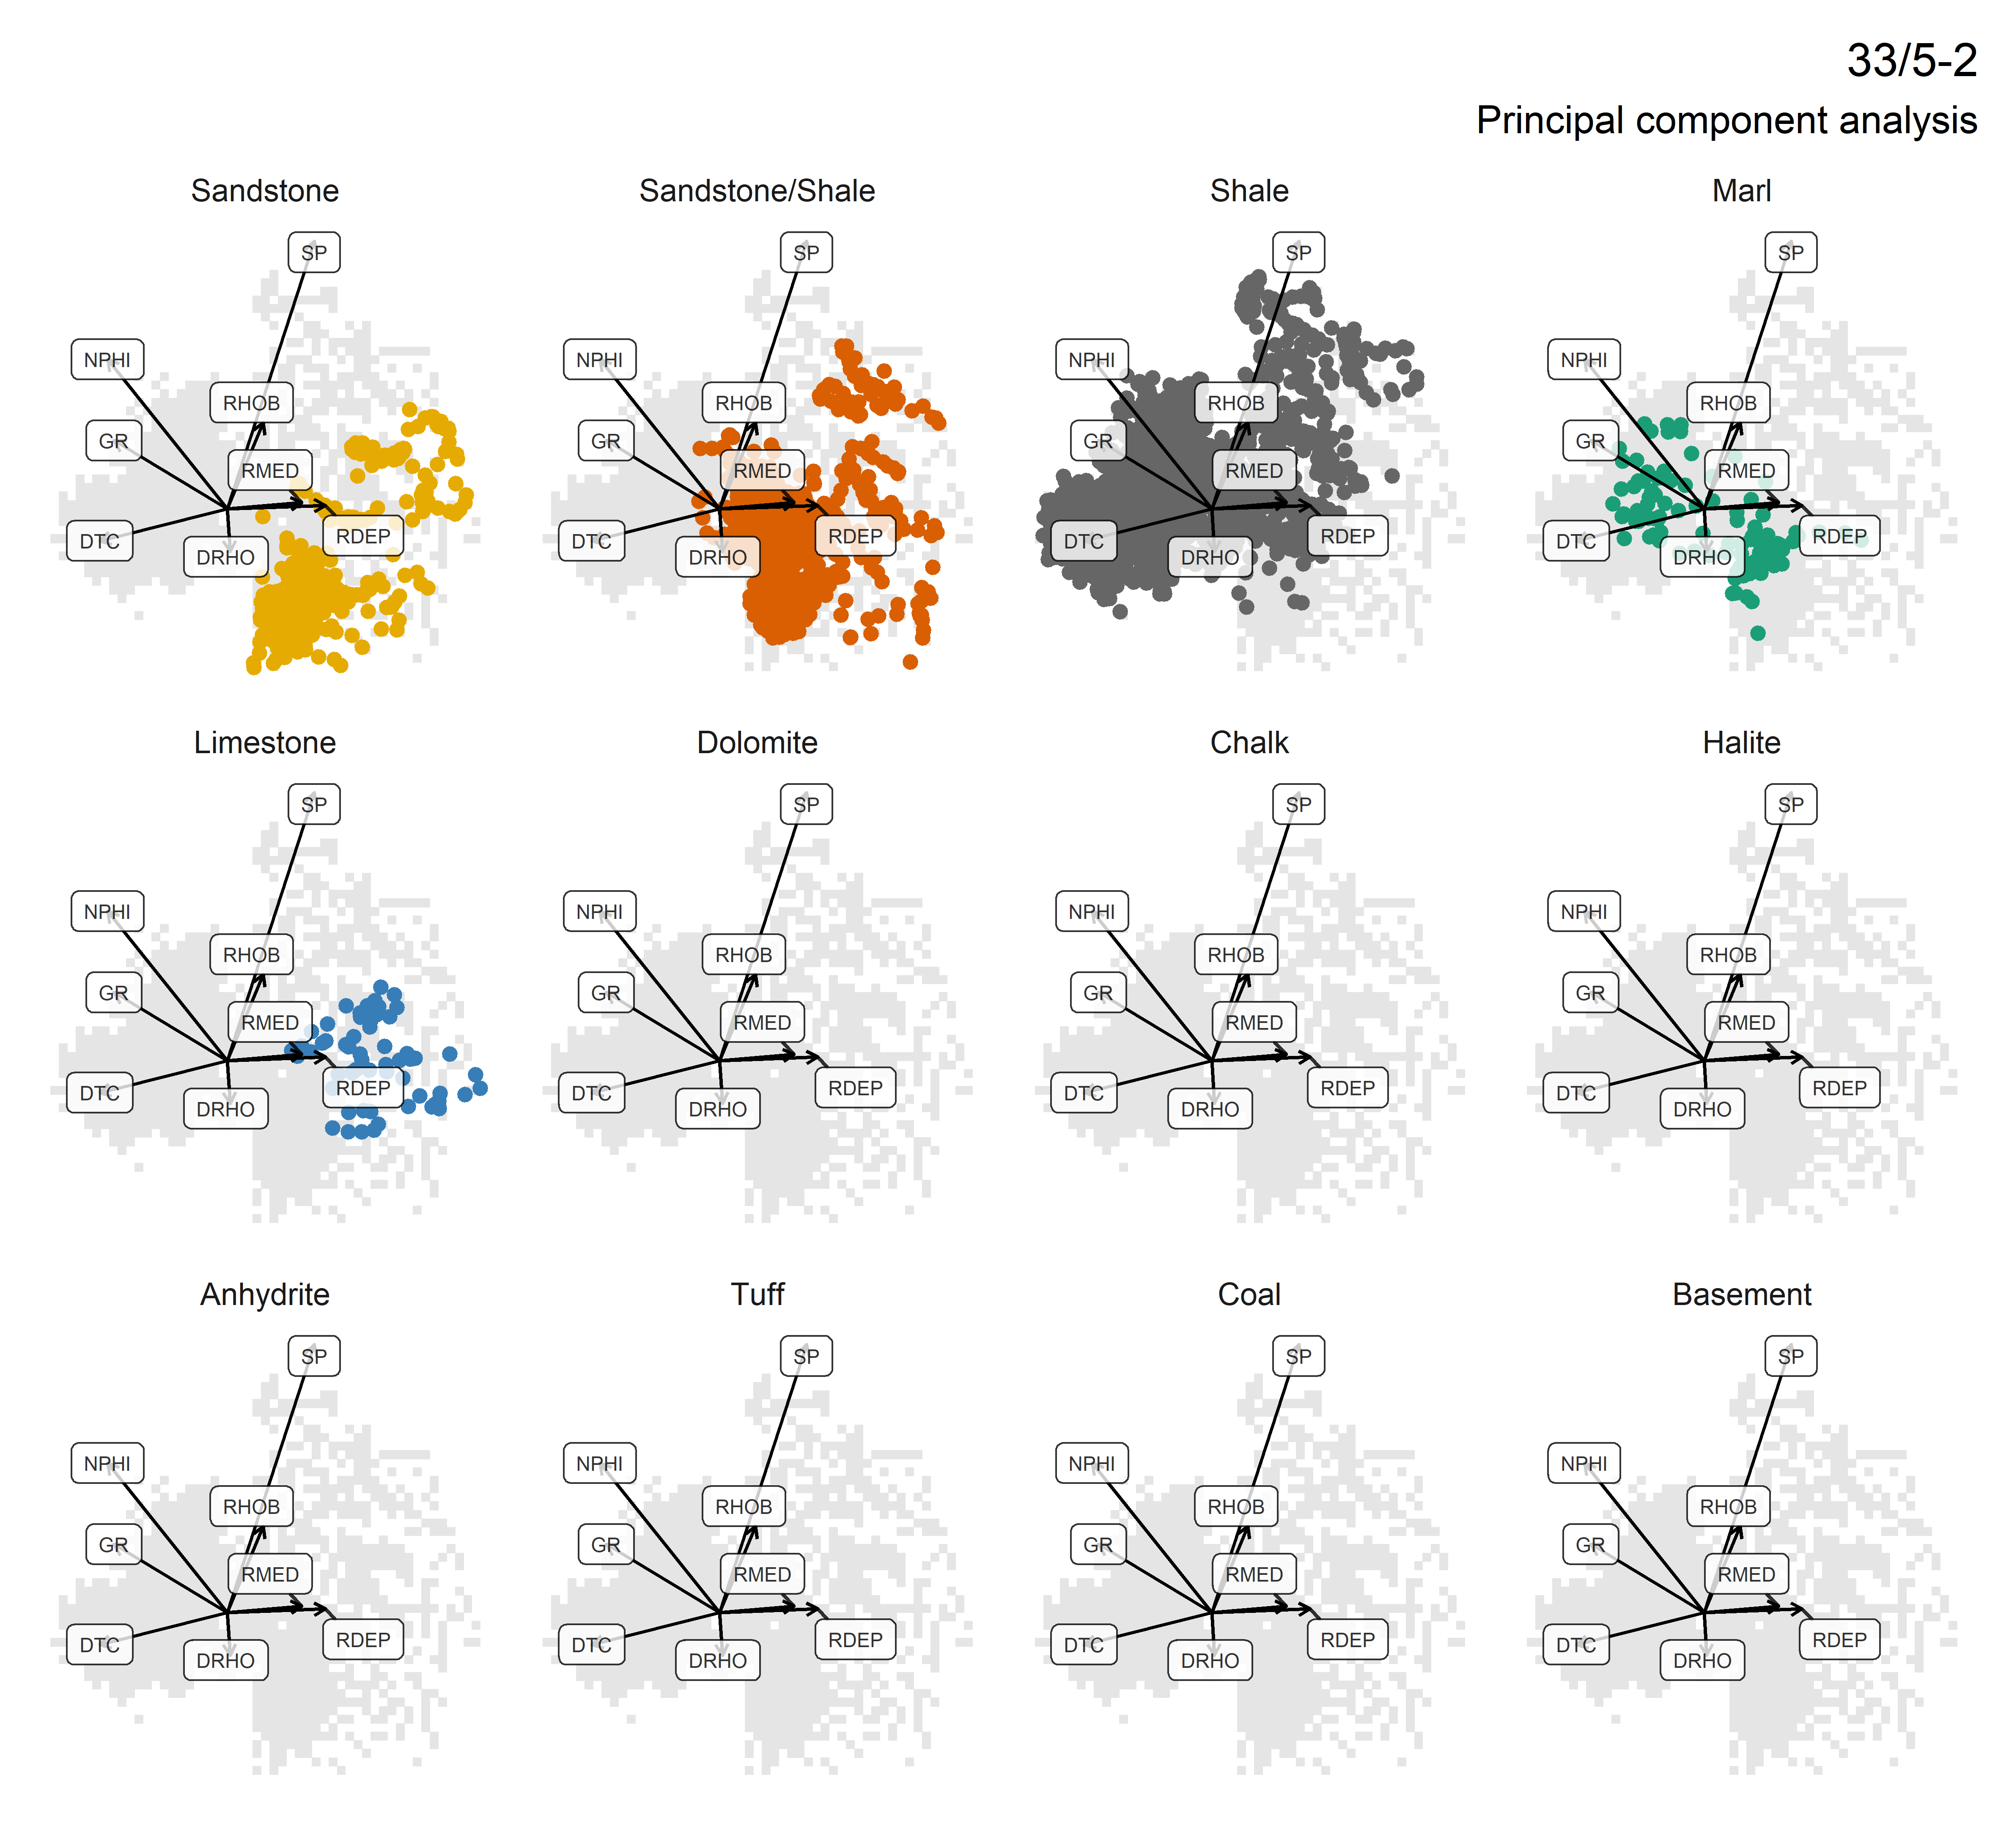 33/5-2
Principal component analysis
Sandstone
Sandstone/Shale
Shale
Marl
SP
NPHI
RHOB
GR
RMED
DTC
DRHO
RDEP
SP
NPHI
RHOB
GR
RMED
DTC
DRHO
RDEP
SP
NPHI
RHOB
GR
RMED
DTC
DRHO
RDEP
SP
NPHI
RHOB
GR
RMED
DTC
DRHO
RDEP
Limestone
Dolomite
Chalk
Halite
SP
NPHI
RHOB
GR
RMED
DTC
DRHO
RDEP
SP
NPHI
RHOB
GR
RMED
DTC
DRHO
RDEP
SP
NPHI
RHOB
GR
RMED
DTC
DRHO
RDEP
SP
NPHI
RHOB
GR
RMED
DTC
DRHO
RDEP
Anhydrite
Tuff
Coal
Basement
SP
NPHI
RHOB
GR
RMED
DTC
DRHO
RDEP
SP
NPHI
RHOB
GR
RMED
DTC
DRHO
RDEP
SP
NPHI
RHOB
GR
RMED
DTC
DRHO
RDEP
SP
NPHI
RHOB
GR
RMED
DTC
DRHO
RDEP